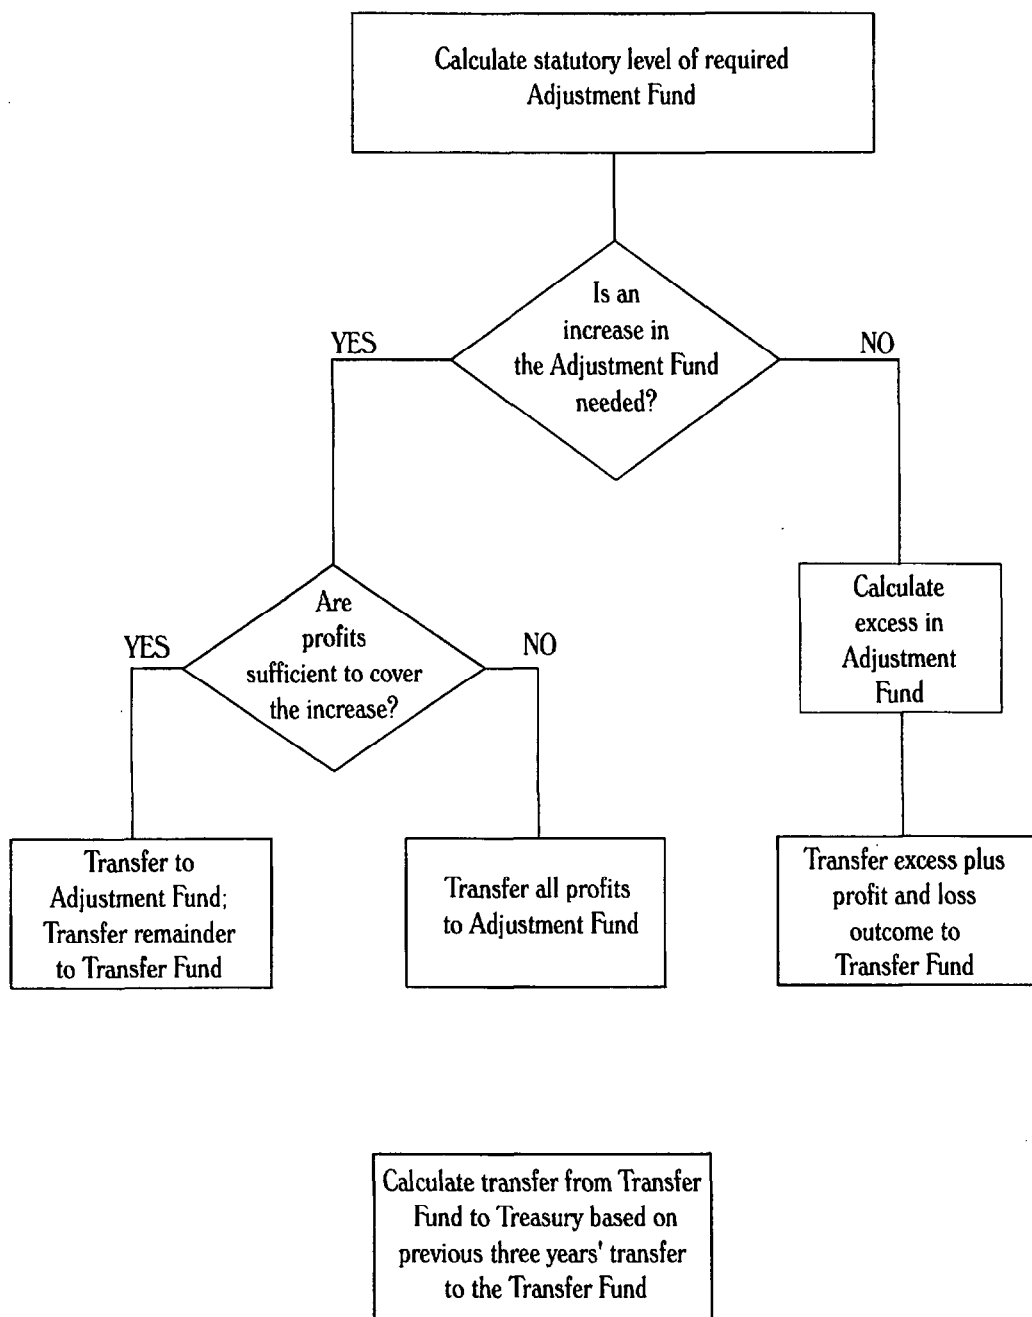 Calculate statutory level of required
Adjustment Fund
Is an
increase in
the Adjustment Fund
needed?
YES
NO
Are
profits
sufficient to cover
the increase?
YES
NO
Calculate
excess in
Adjustment
Fund
Transfer to
Adjustment Fund;
Transfer remainder
to Transfer Fund
Transfer all profits
to Adjustment Fund
Transfer excess plus
profit and loss
outcome to
Transfer Fund
Calculate transfer from Transfer
Fund to Treasury based on
previous three years' transfer
to the Transfer Fund